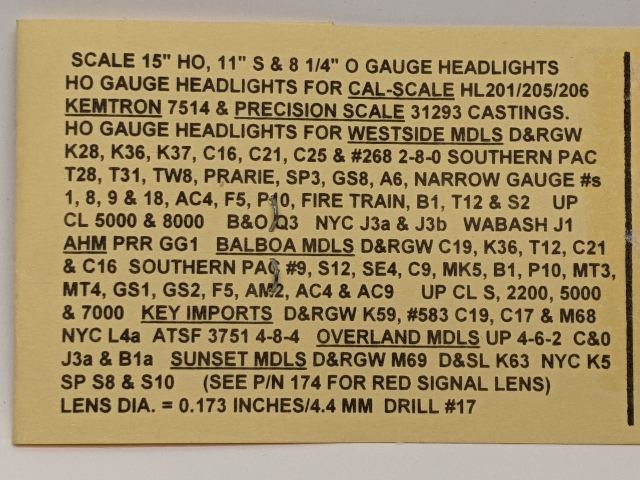 SCALE 15" HO, 11" S & 8 1/4" O GAUGE HEADLIGHTS
HO GAUGE HEADLIGHTS FOR CAL-SCALE HL201/205/206
KEMTRON 7514 & PRECISION SCALE 31293 CASTINGS.
HO GAUGE HEADLIGHTS FOR WESTSIDE MDLS D&RGW
K28, K36, K37, C16, C21, C25 & #268 2-8-0 SOUTHERN PAC
T28, T31, TW8, PRARIE, SP3, GS8, A6, NARROW GAUGE #s
1, 8, 9 & 18, AC4, F5, P10, FIRE TRAIN, B1, T12 & S2 UP
CL 5000 & 8000 B&O Q3 NYC J3a & J3b WABASH J1
AHM PRR GG1 BALBOA MDLS D&RGW C19, K36, T12, C21
& C16 SOUTHERN PAC #9, S12, SE4, C9, MK5, B1, P10, MT3,
MT4, GS1, GS2, F5, AM2, AC4 & AC9 UP CL S, 2200, 5000
& 7000 KEY IMPORTS D&RGW K59, #583 C19, C17 & M68
NYC L4a ATSF 3751 4-8-4 OVERLAND MDLS UP 4-6-2 C&0
J3a & B1a SUNSET MDLS D&RGW M69 D&SL K63 NYC K5
SP S8 & S10 (SEE P/N 174 FOR RED SIGNAL LENS)
LENS DIA. = 0.173 INCHES/4.4 MM DRILL #17